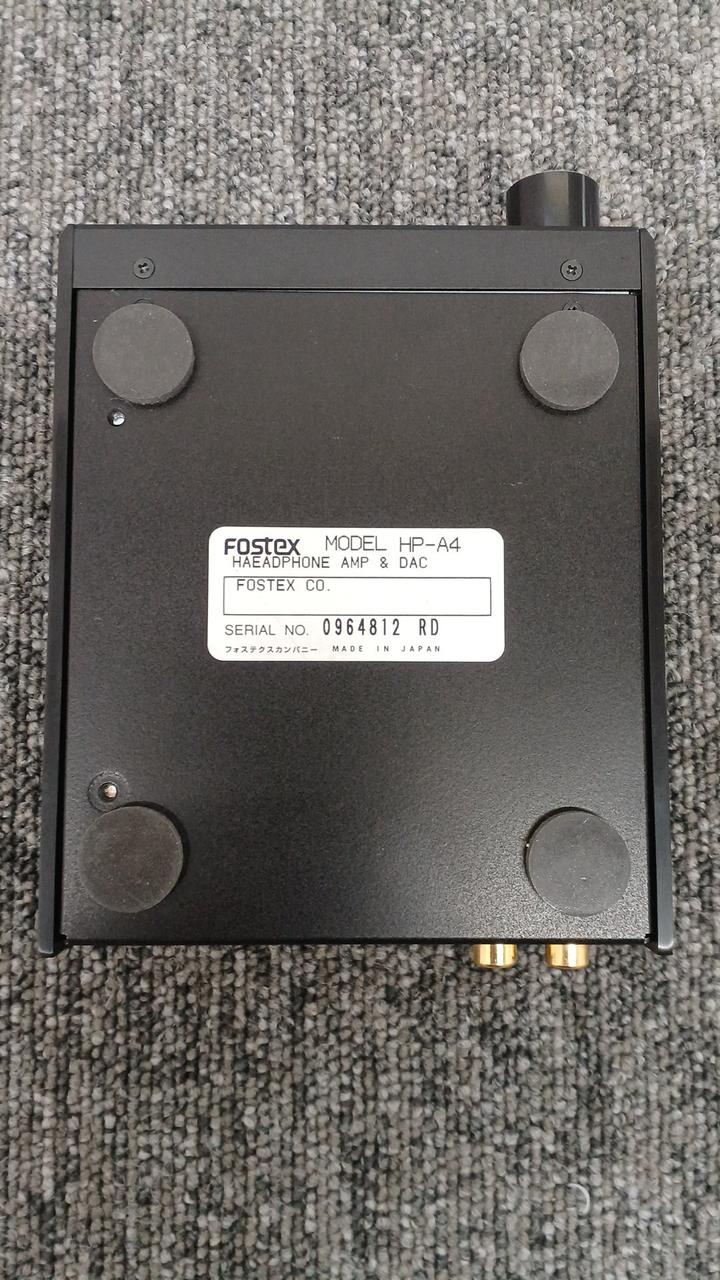 FOSTEX MODEL HP-A4
HAEADPHONE AMP & DAC
FOSTEX CO.
SERIAL NO. 0964812 RD
フォステクスカンパニー MADE IN JAPAN